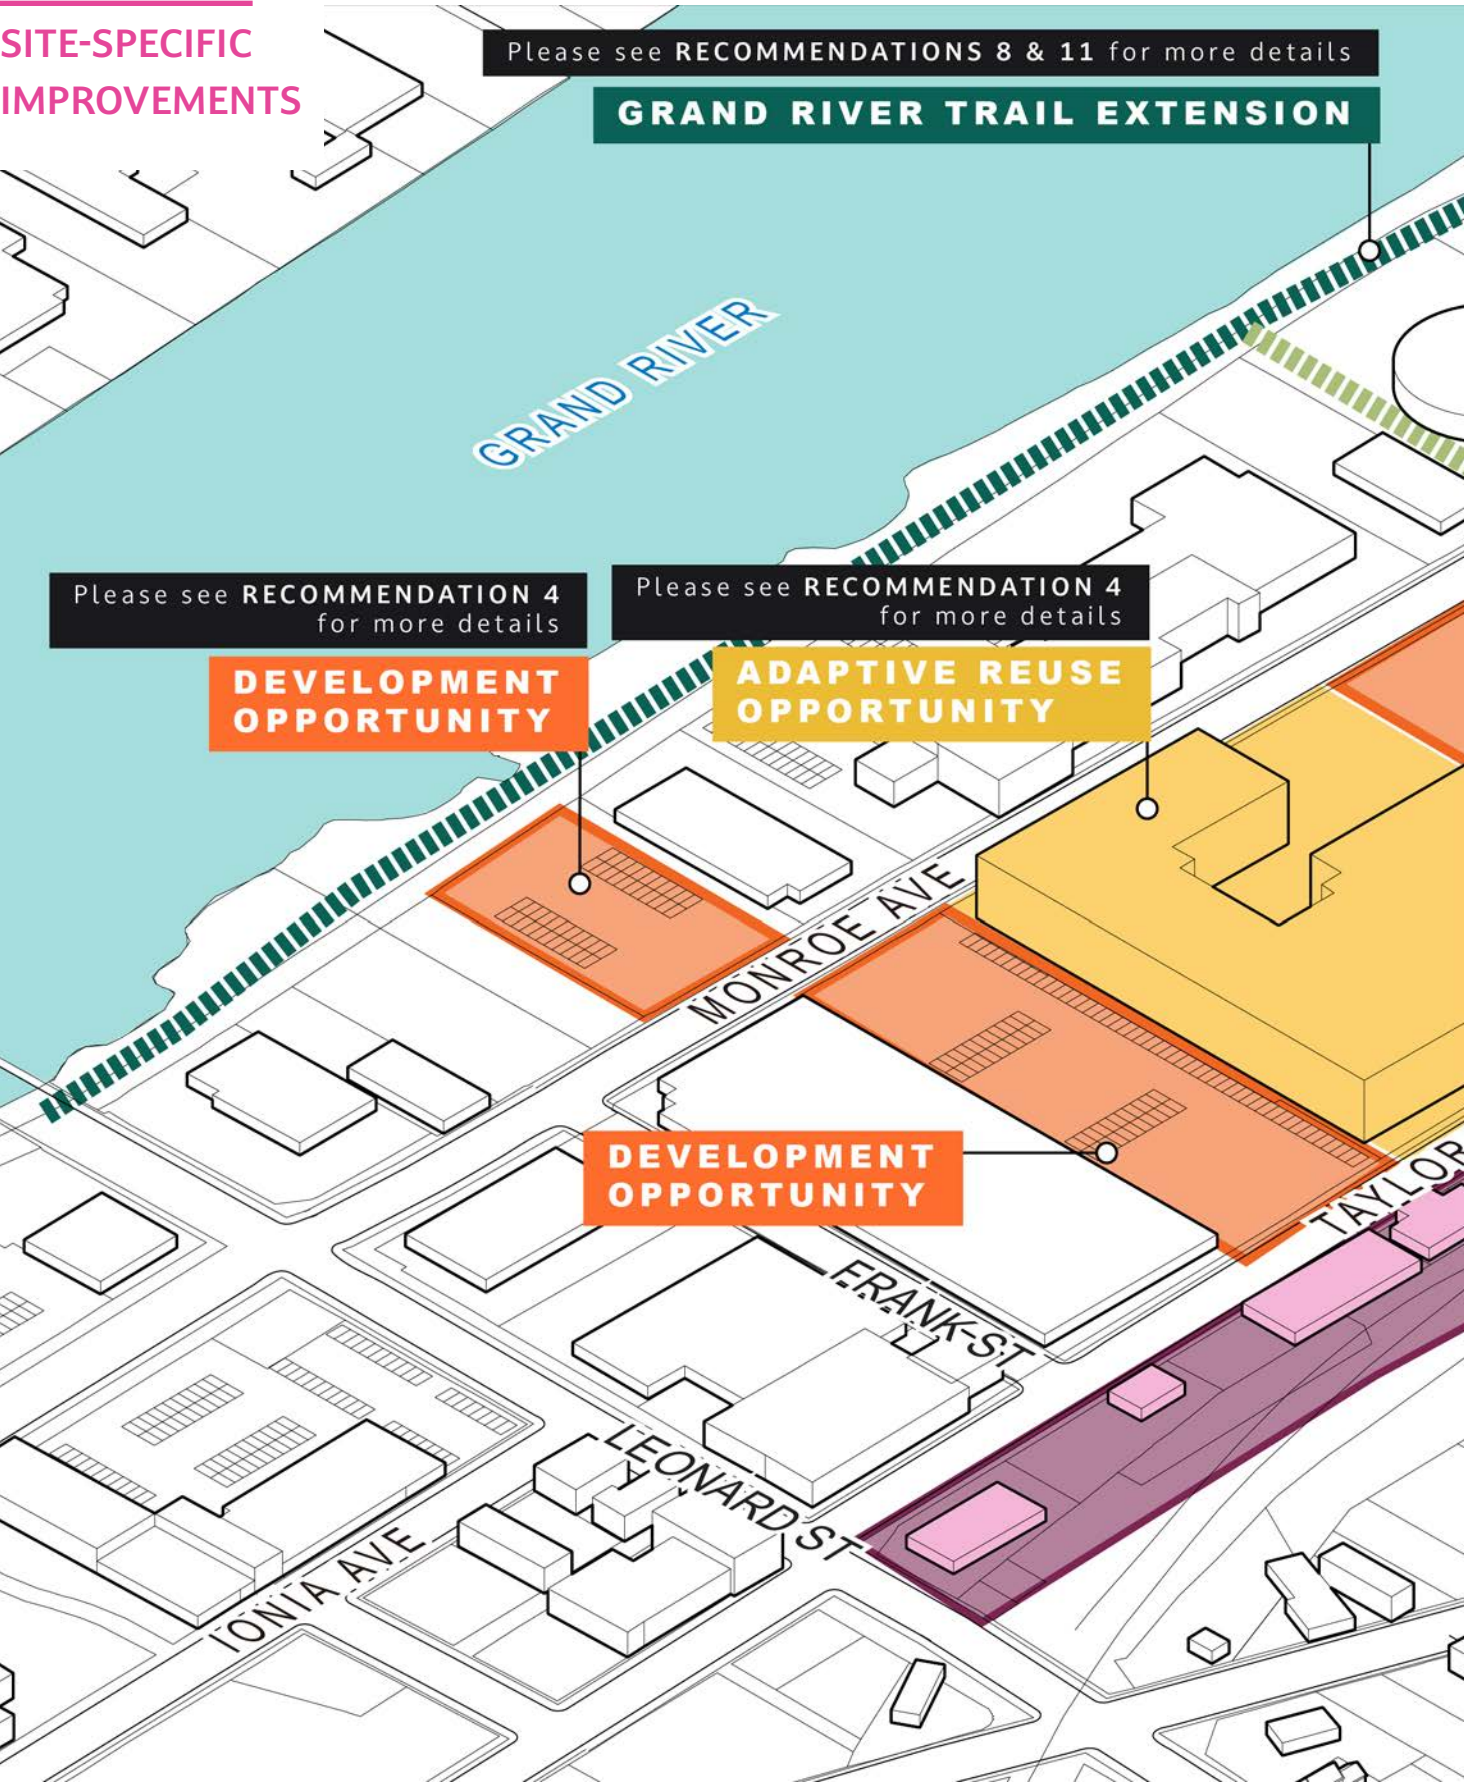 SITE-SPECIFIC
IMPROVEMENTS
Please see RECOMMENDATIONS 8 & 11 for more details
GRAND RIVER TRAIL EXTENSION
GRAND RIVER
Please see RECOMMENDATION 4
for more details
DEVELOPMENT
OPPORTUNITY
Please see RECOMMENDATION 4
for more details
ADAPTIVE REUSE
OPPORTUNITY
MONROE AVE
DEVELOPMENT
OPPORTUNITY
TAYLOR
FRANK ST
LEONARD ST
IONIA AVE